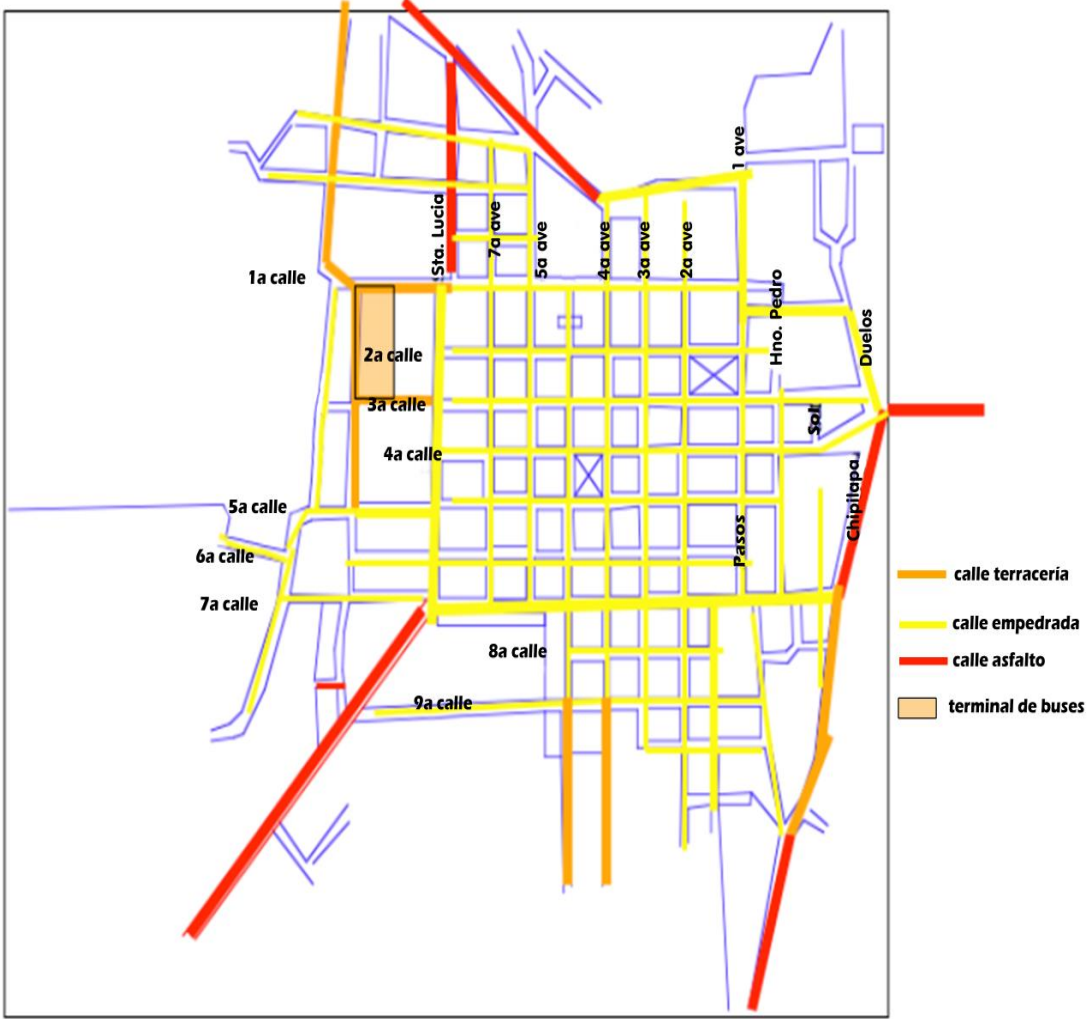 1 ave
Sta. Lucia
7a ave
5a ave
4a ave
3a ave
2a ave
1a calle
Hno. Pedro
Duelos
2a calle
3a calle
Sol
4a calle
Chipilapa
5a calle
Pasos
6a calle
7a calle
8a calle
9a calle
calle terracería
calle empedrada
calle asfalto
terminal de buses